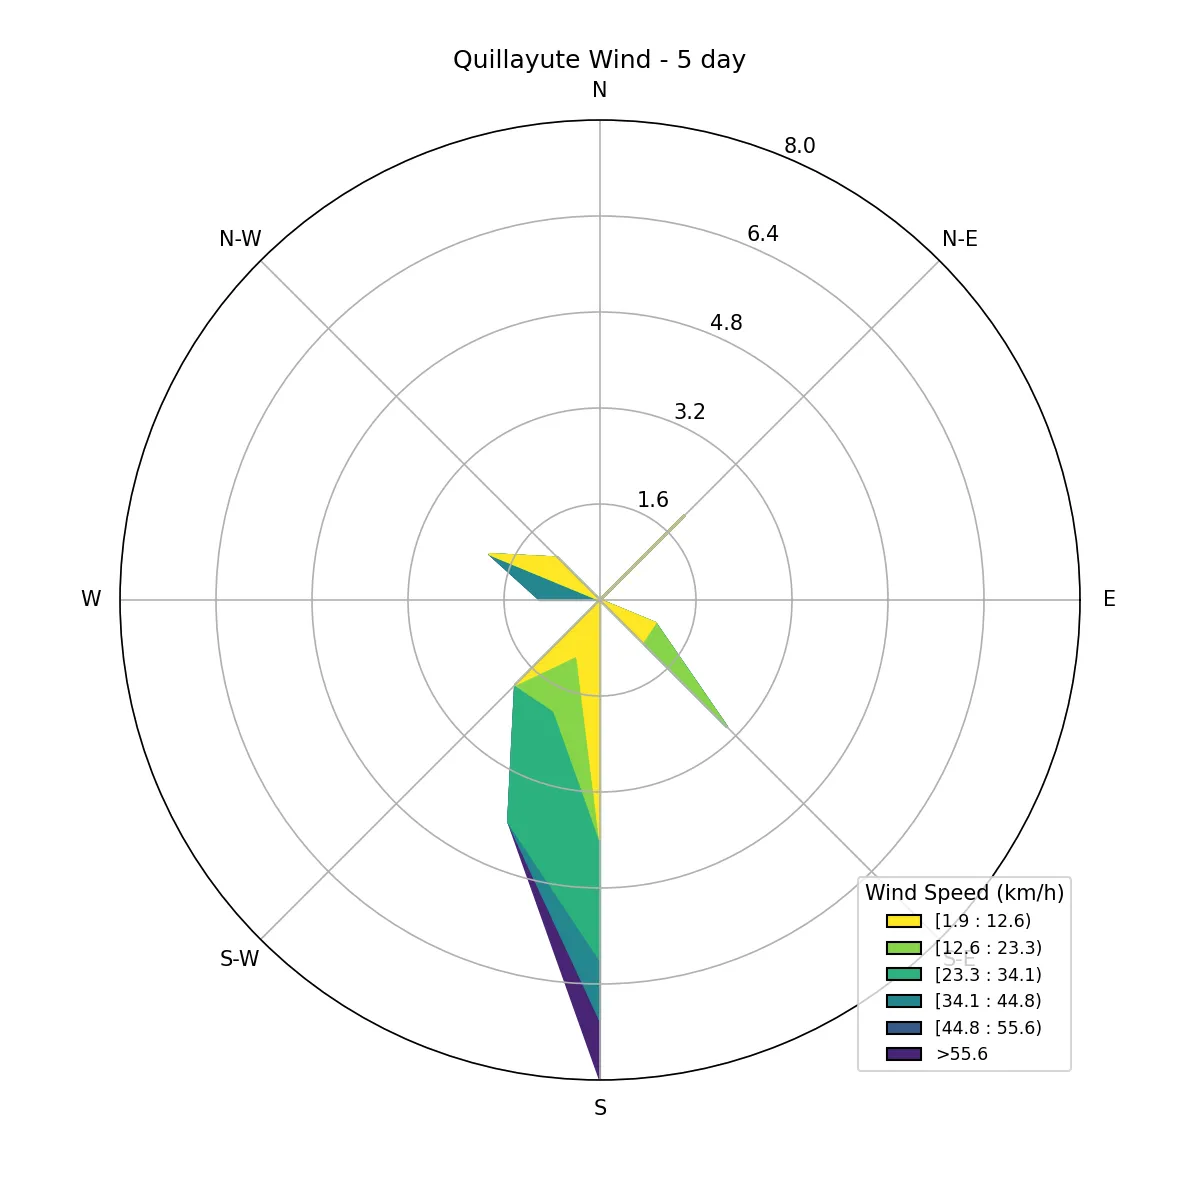 Quillayute Wind - 5 day
N
8.0
N-W
6.4
N-E
4.8
3.2
1.6
W
E
S-W
S-E
Wind Speed (km/h)
[1.9 : 12.6)
[12.6 : 23.3)
[23.3 : 34.1)
[34.1 : 44.8)
[44.8 : 55.6)
>55.6
S